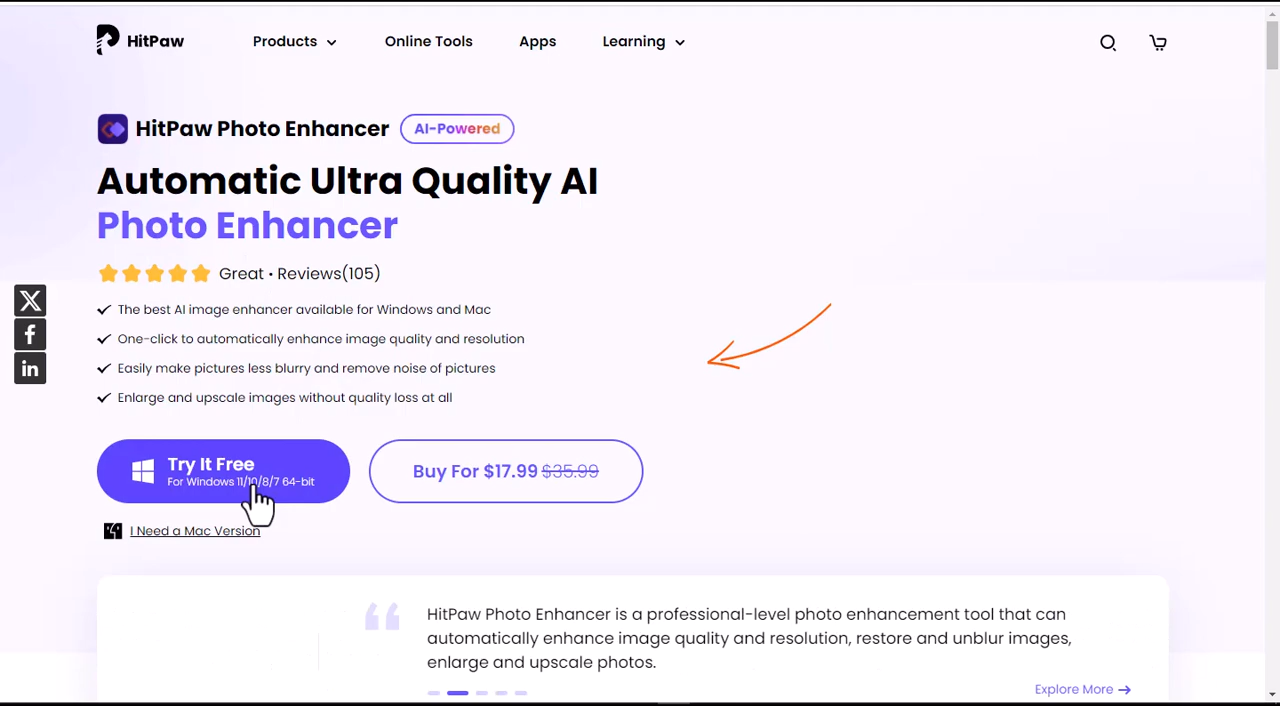 HitPaw
Products
Online Tools
Apps
Learning
HitPaw Photo Enhancer
AI-Powered
Automatic Ultra Quality AI
Photo Enhancer
Great • Reviews(105)
The best AI image enhancer available for Windows and Mac
One-click to automatically enhance image quality and resolution
Easily make pictures less blurry and remove noise of pictures
Enlarge and upscale images without quality loss at all
Try It Free
For Windows 11/10/8/7 64-bit
Buy For $17.99 $35.99
I Need a Mac Version
HitPaw Photo Enhancer is a professional-level photo enhancement tool that can
automatically enhance image quality and resolution, restore and unblur images,
enlarge and upscale photos.
Explore More